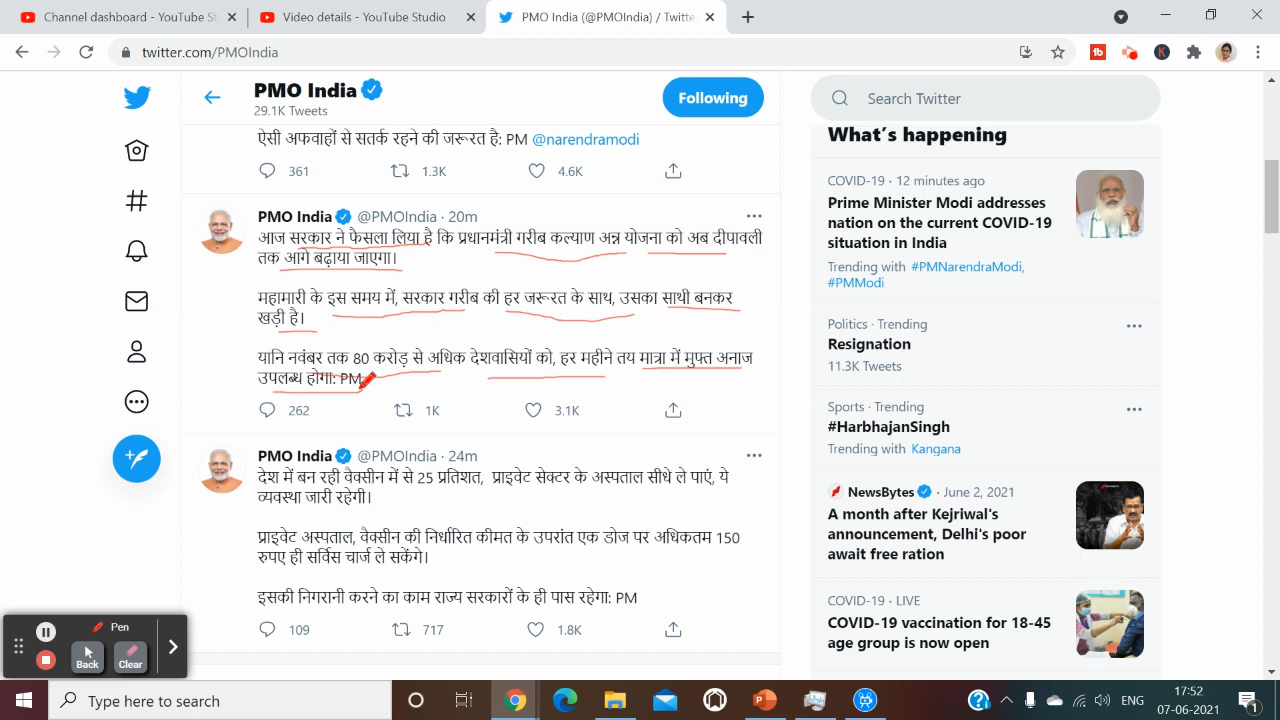 Channel dashboard - YouTube St
Video details - YouTube Studio
PMO India (@PMOIndia) / Twitte
twitter.com/PMOIndia
PMO India
29.1K Tweets
Following
ऐसी अफवाहों से सतर्क रहने की जरूरत है: PM @narendramodi
361 1.3K 4.6K
PMO India @PMOIndia · 20m
आज सरकार ने फैसला लिया है कि प्रधानमंत्री गरीब कल्याण अन्न योजना को अब दीपावली
तक आगे बढ़ाया जाएगा।
महामारी के इस समय में, सरकार गरीब की हर जरूरत के साथ, उसका साथी बनकर
खड़ी है।
यानि नवंबर तक 80 करोड़ से अधिक देशवासियों को, हर महीने तय मात्रा में मुफ्त अनाज
उपलब्ध होगा: PM
262 1K 3.1K
PMO India @PMOIndia · 24m
देश में बन रही वैक्सीन में से 25 प्रतिशत, प्राइवेट सेक्टर के अस्पताल सीधे ले पाएं, ये
व्यवस्था जारी रहेगी।
प्राइवेट अस्पताल, वैक्सीन की निर्धारित कीमत के उपरांत एक डोज पर अधिकतम 150
रुपए ही सर्विस चार्ज ले सकेंगे।
इसकी निगरानी करने का काम राज्य सरकारों के ही पास रहेगा: PM
109 717 1.8K
Search Twitter
What's happening
COVID-19 · 12 minutes ago
Prime Minister Modi addresses
nation on the current COVID-19
situation in India
Trending with #PMNarendraModi,
#PMModi
Politics · Trending
Resignation
11.3K Tweets
Sports · Trending
#HarbhajanSingh
Trending with Kangana
NewsBytes · June 2, 2021
A month after Kejriwal's
announcement, Delhi's poor
await free ration
COVID-19 · LIVE
COVID-19 vaccination for 18-45
age group is now open
Pen
Back Clear
Type here to search
ENG
17:52
07-06-2021